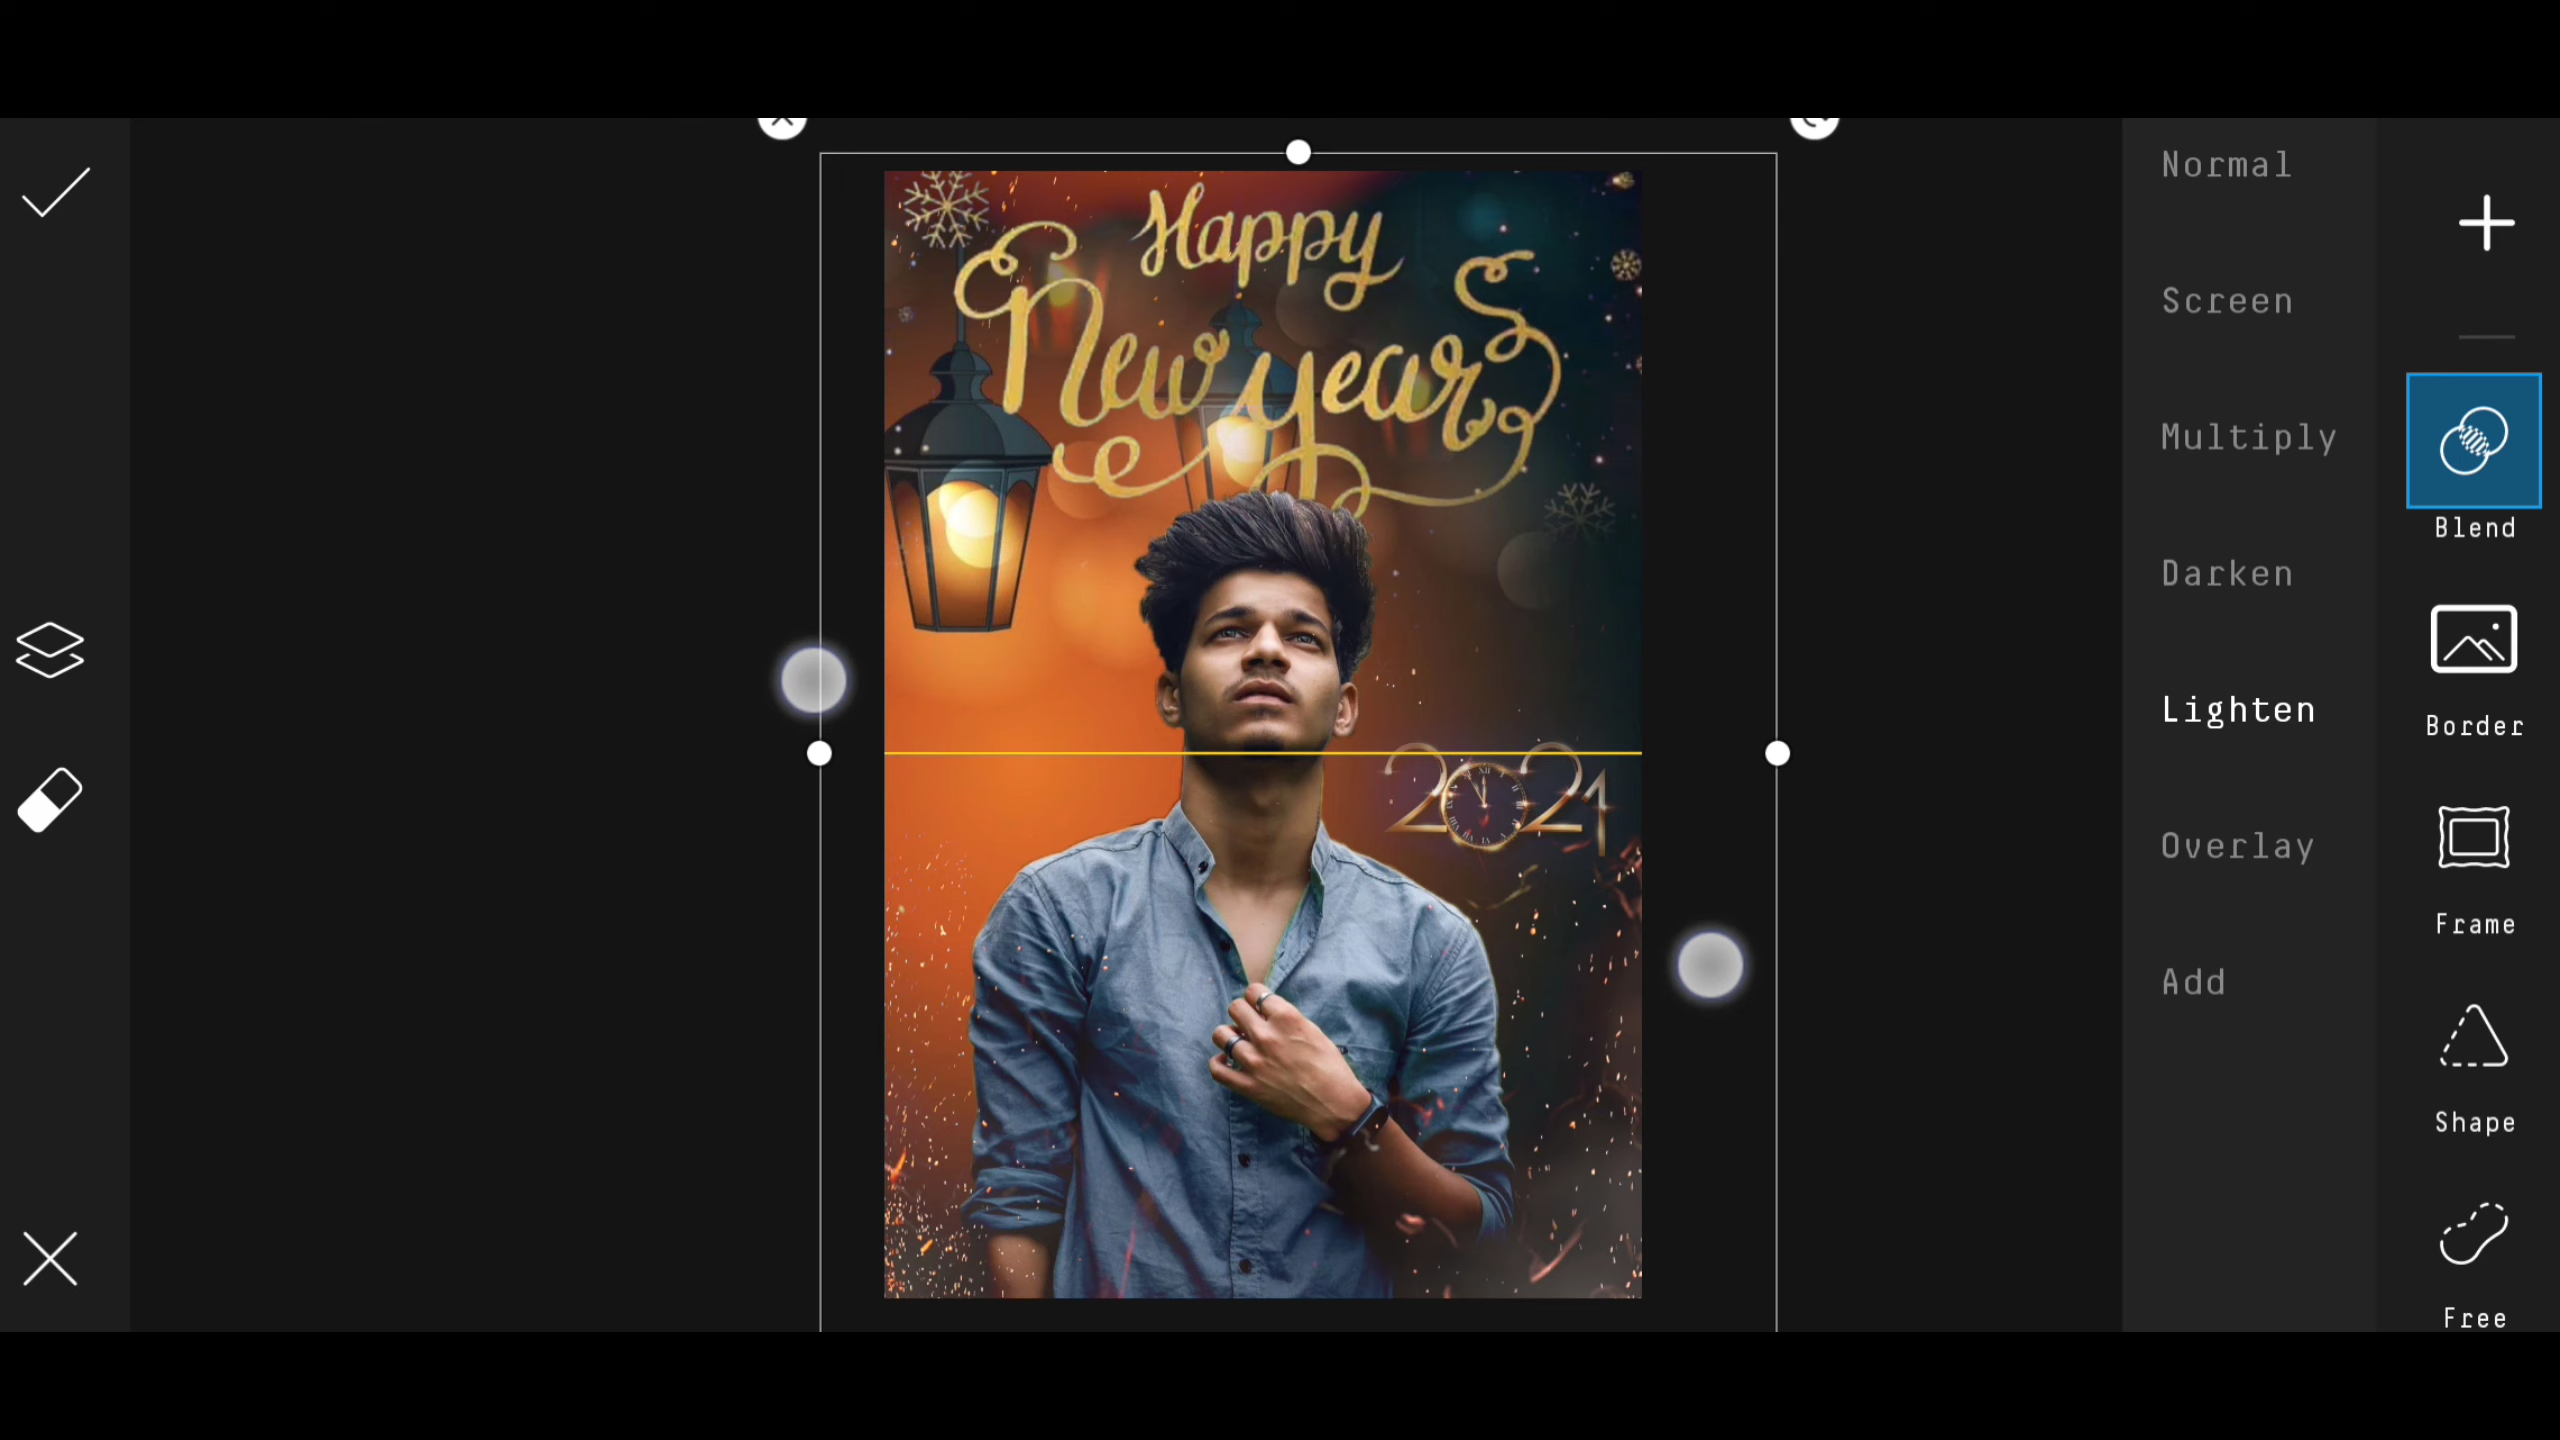 Happy
New year
2021
Normal
Screen
Multiply
Darken
Lighten
Overlay
Add
Blend
Border
Frame
Shape
Free